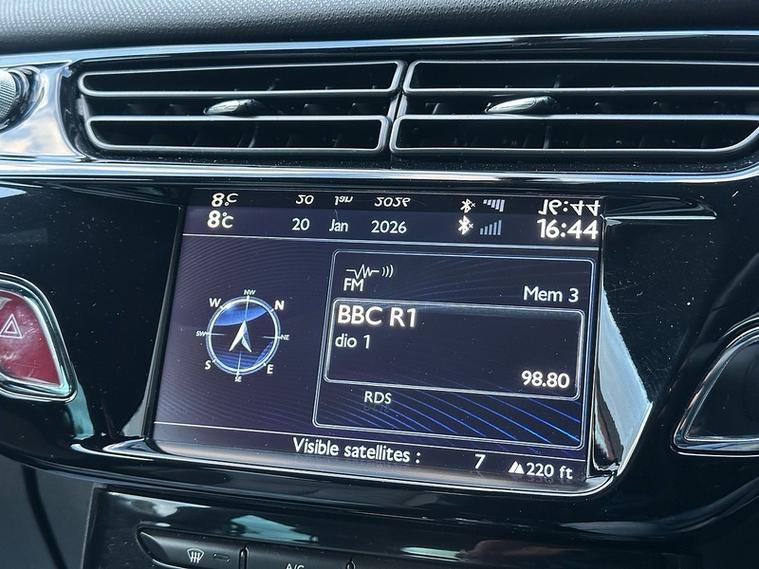 8°C 20 Jan 2026 16:44
NW
W N
SW NE
S E
SE
FM
Mem 3
BBC R1
dio 1
98.80
RDS
Visible satellites : 7 220 ft
A/C